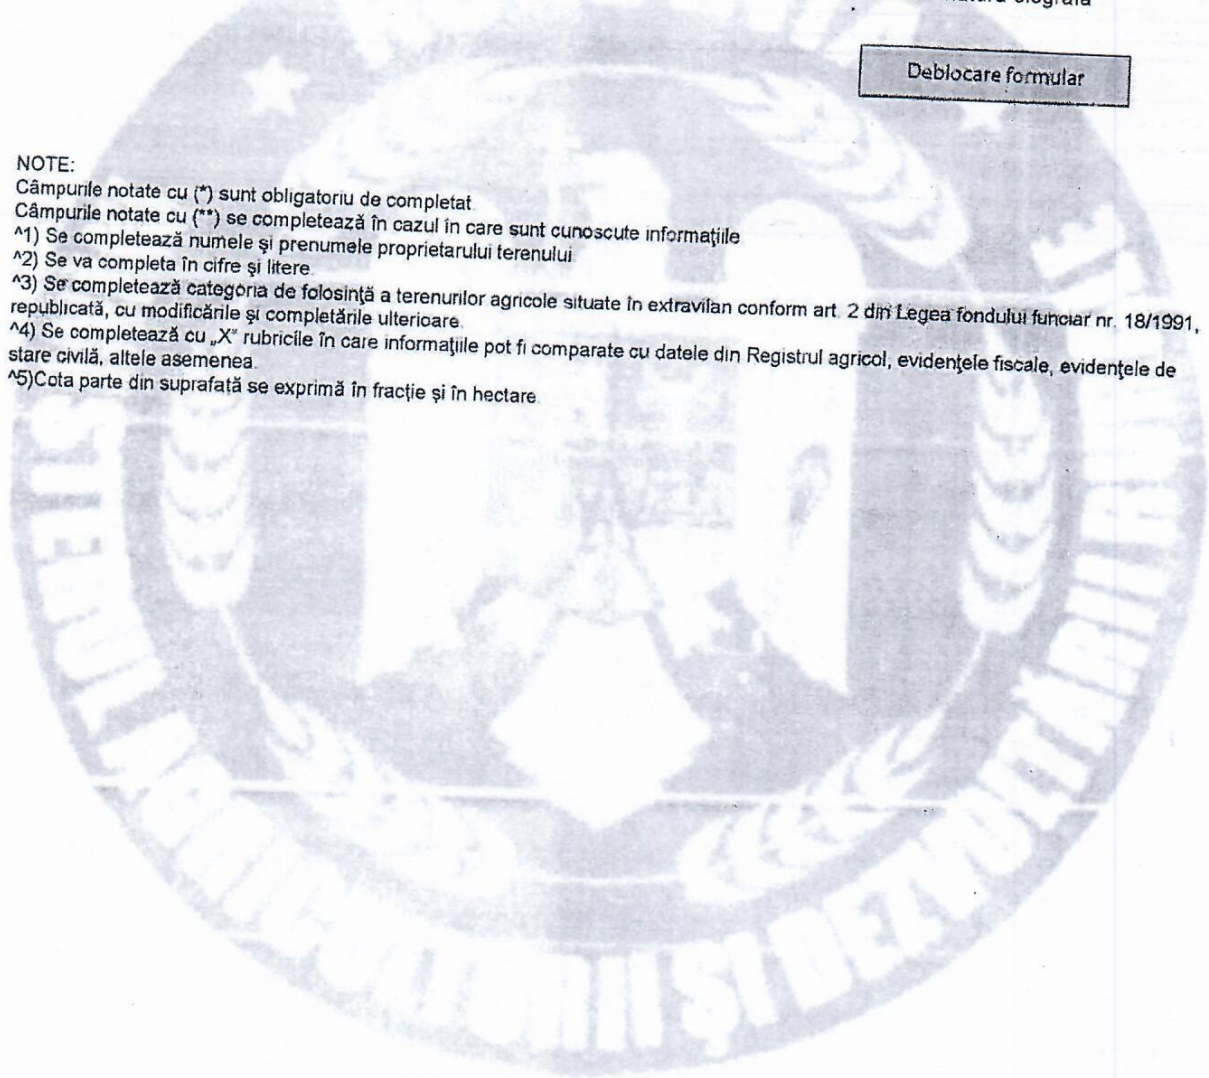 olografă
Deblocare formular
NOTE:
Câmpurile notate cu (*) sunt obligatoriu de completat
Câmpurile notate cu (**) se completează în cazul în care sunt cunoscute informaţiile
^1) Se completează numele şi prenumele proprietarului terenului
^2) Se va completa în cifre şi litere.
^3) Se completează categoria de folosinţă a terenurilor agricole situate în extravilan conform art. 2 din Legea fondului funciar nr. 18/1991,
republicată, cu modificările şi completările ulterioare.
^4) Se completează cu „X" rubricile în care informaţiile pot fi comparate cu datele din Registrul agricol, evidenţele fiscale, evidenţele de
stare civilă, altele asemenea.
^5)Cota parte din suprafaţă se exprimă în fracţie şi în hectare.
ŞI DEZVOLTĂRII